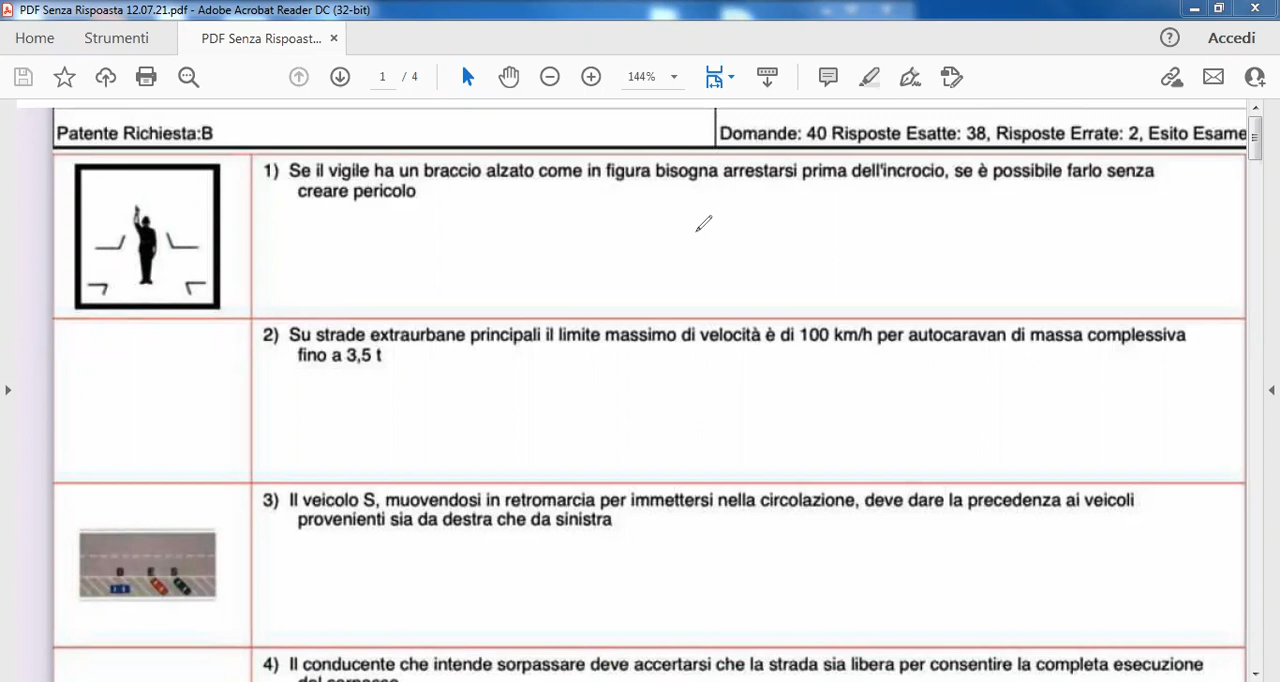 PDF Senza Rispoasta 12.07.21.pdf - Adobe Acrobat Reader DC (32-bit)
Home Strumenti PDF Senza Rispoast... × Accedi
1 / 4 144%
Patente Richiesta:B Domande: 40 Risposte Esatte: 38, Risposte Errate: 2, Esito Esame
1) Se il vigile ha un braccio alzato come in figura bisogna arrestarsi prima dell'incrocio, se è possibile farlo senza
creare pericolo
2) Su strade extraurbane principali il limite massimo di velocità è di 100 km/h per autocaravan di massa complessiva
fino a 3,5 t
3) Il veicolo S, muovendosi in retromarcia per immettersi nella circolazione, deve dare la precedenza ai veicoli
provenienti sia da destra che da sinistra
4) Il conducente che intende sorpassare deve accertarsi che la strada sia libera per consentire la completa esecuzione